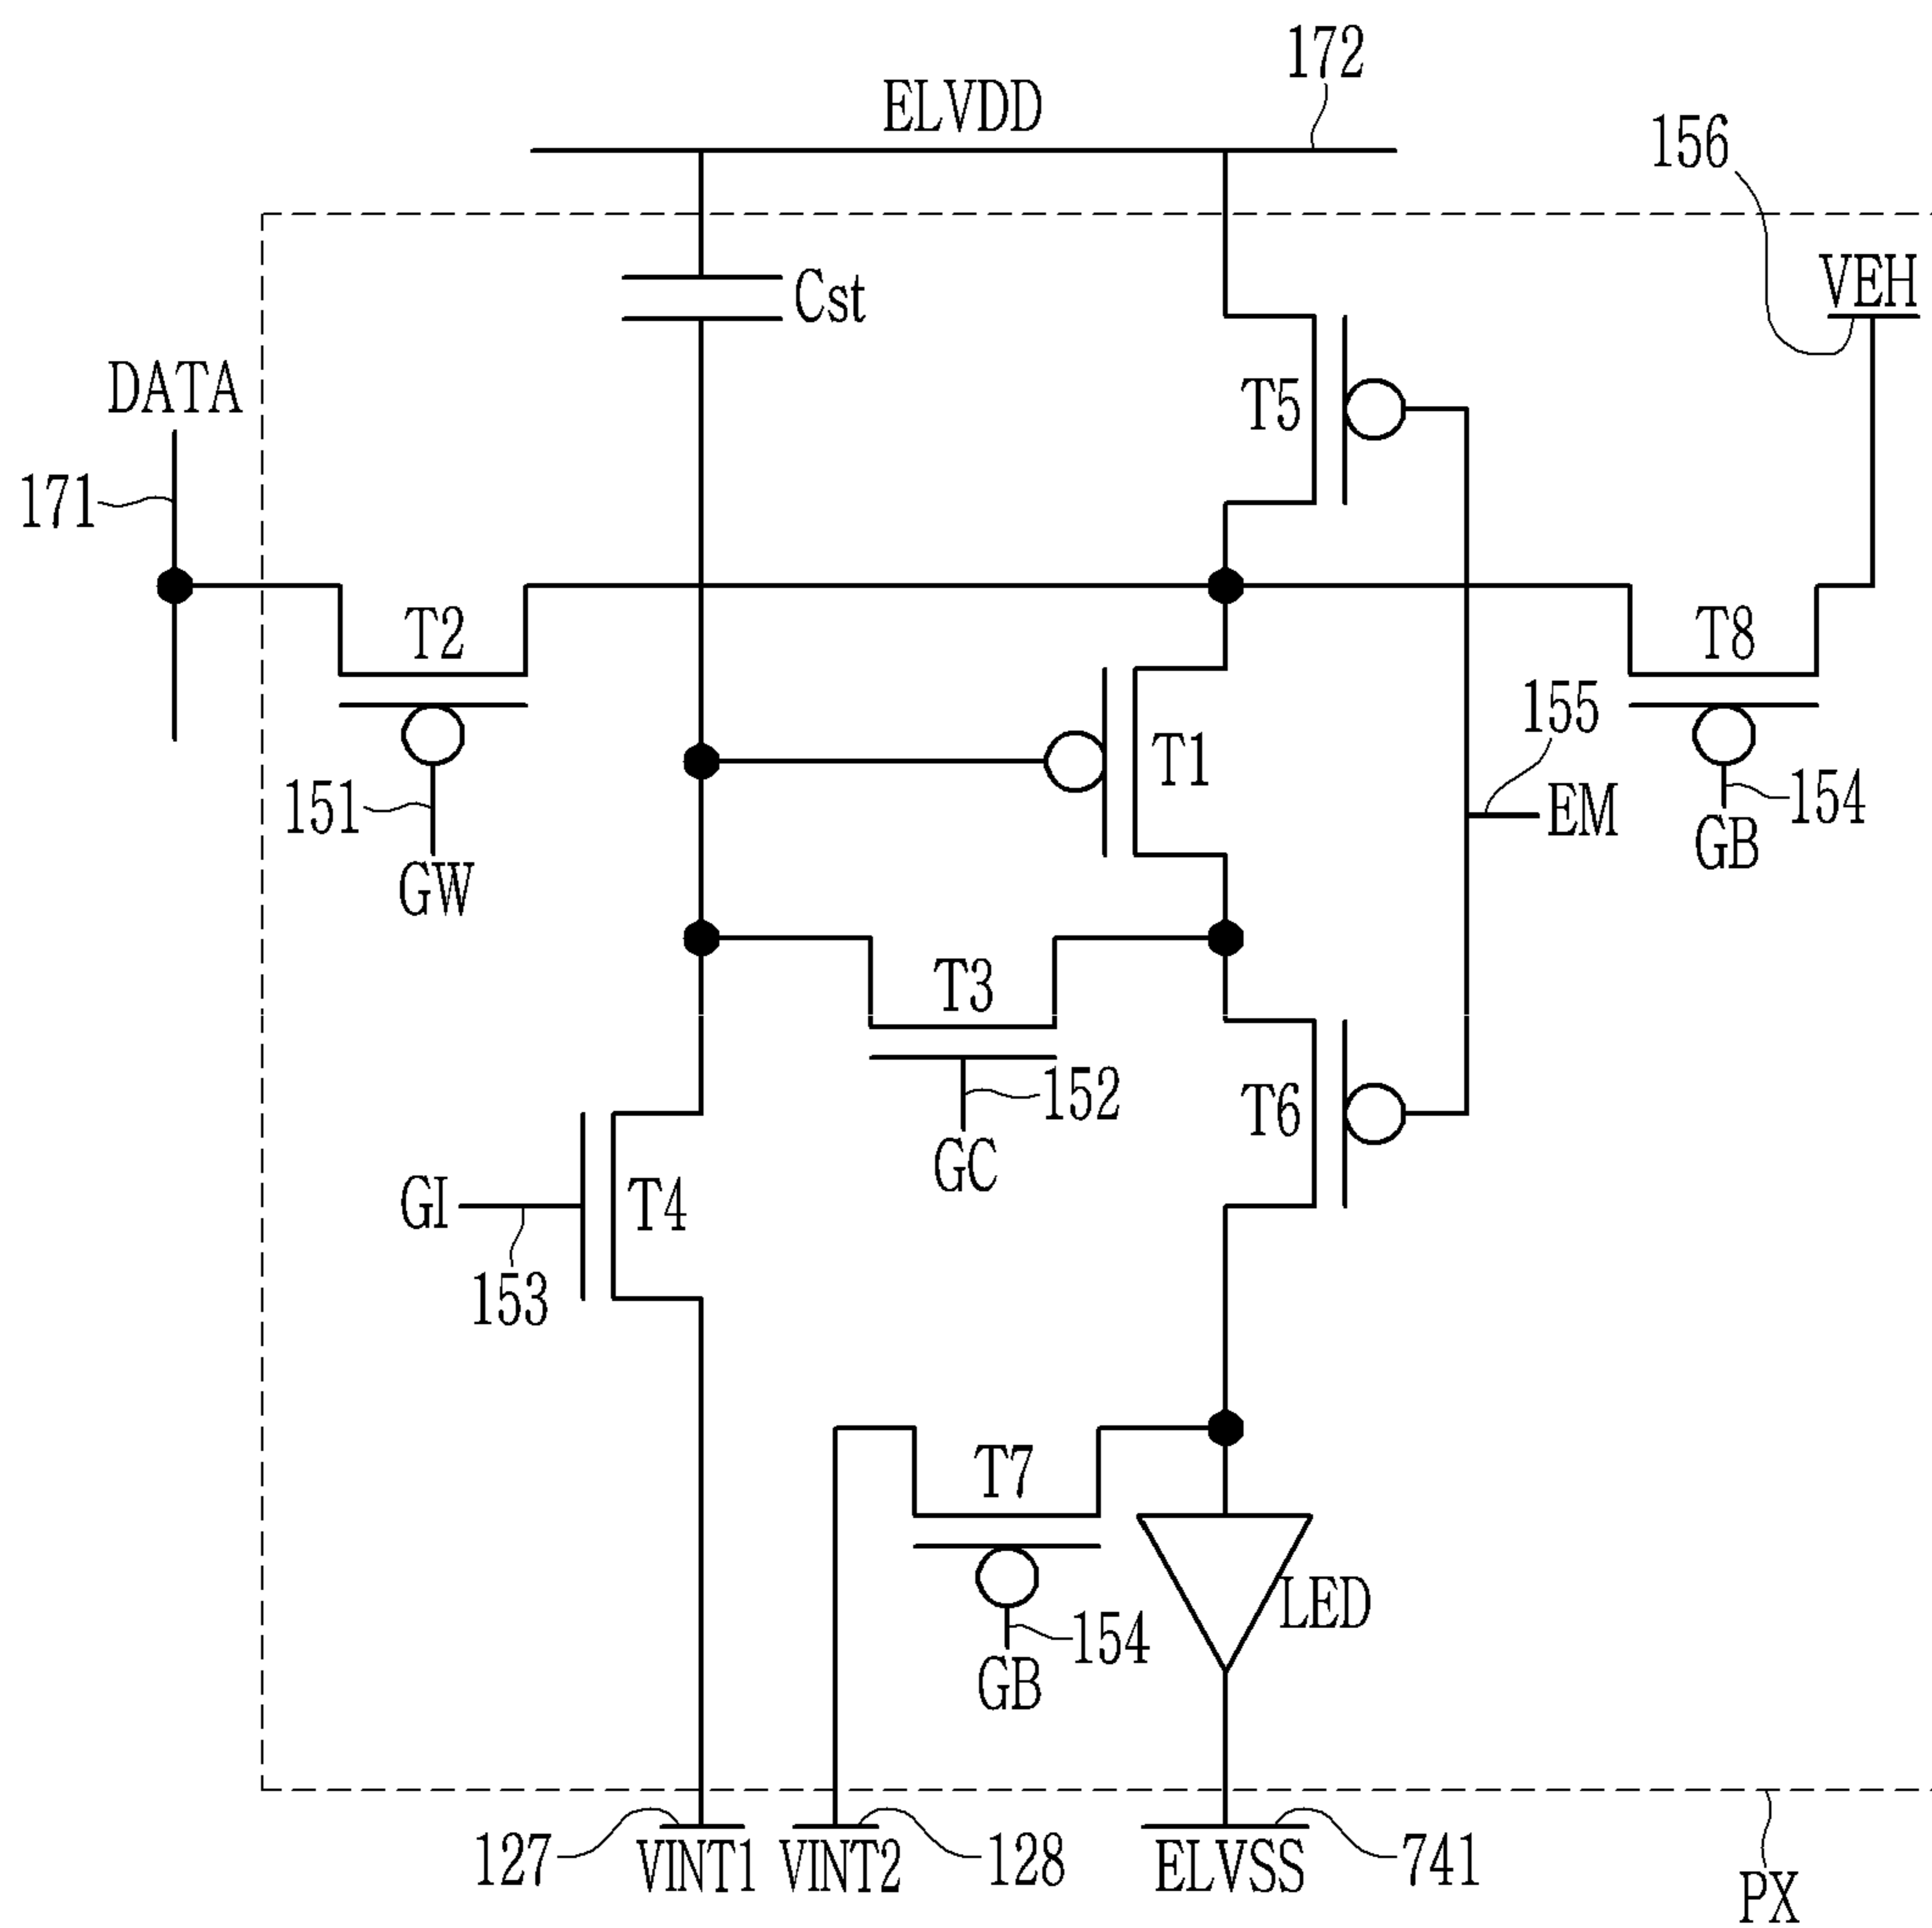 172
ELVDD
156
VEH
Cst
DATA
T5
171
T2
T8
T1
155
151
EM
154
GW
GB
T3
152
T6
GC
GI
T4
153
T7
LED
154
GB
127
VINT1
VINT2
128
ELVSS
741
PX